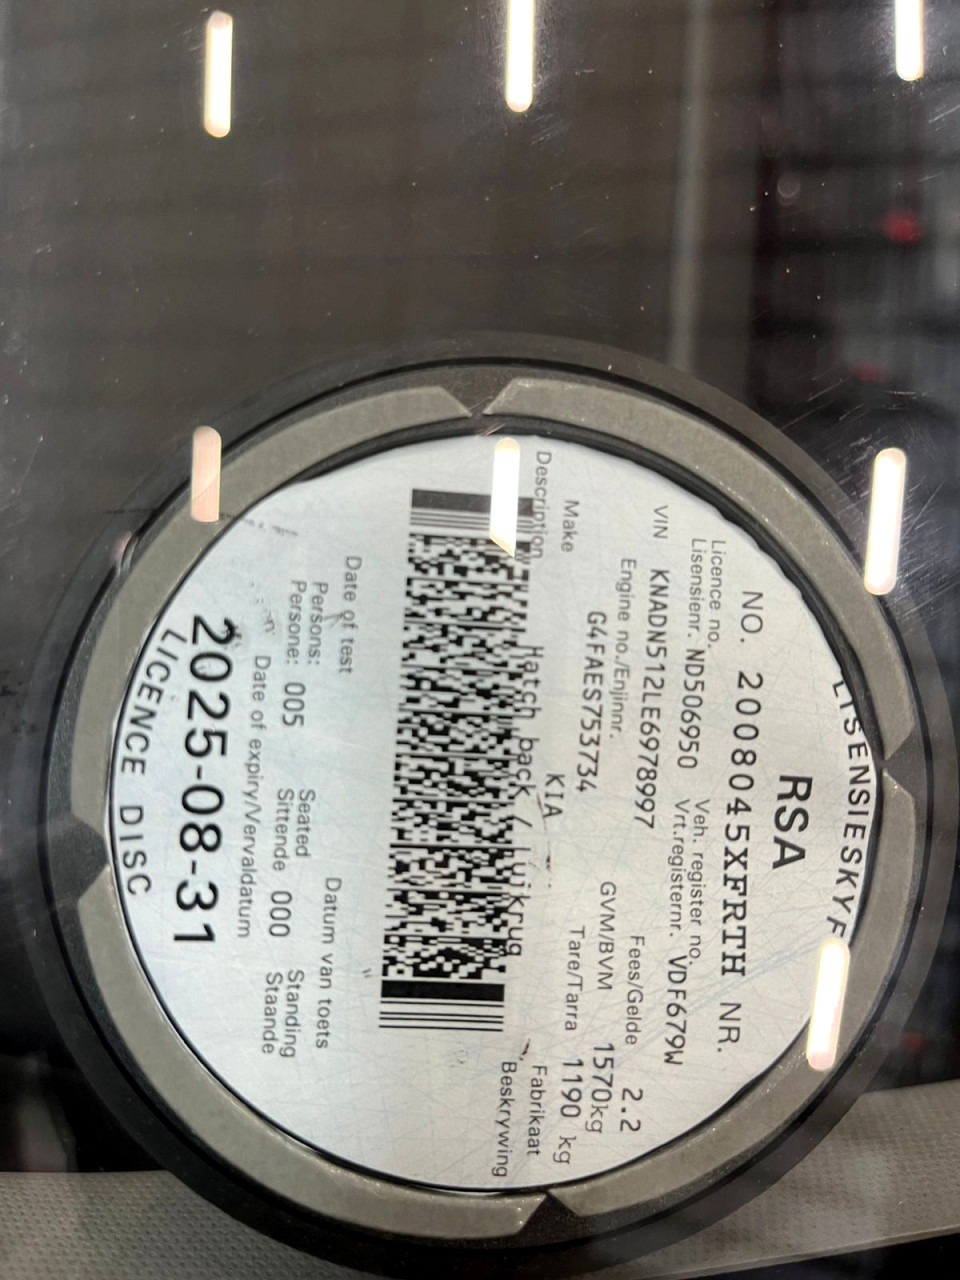 LISENSIESKYF
RSA
NO. 2008045XFRTH NR.
Licence no. Veh. register no.
Lisensienr. ND506950 Vrt.registernr. VDF679W
VIN KNADN512LE6978997 Fees/Gelde 2.2
Engine no./Enjinnr. GVM/BVM 1570kg
G4FAES753734 Tare/Tarra 1190 kg
Make KIA Fabrikaat
Description Hatch back / Luikrug Beskrywing
Date of test Datum van toets
Persons: Seated Standing
Persone: 005 Sittende 000 Staande
Date of expiry/Vervaldatum
2025-08-31
LICENCE DISC